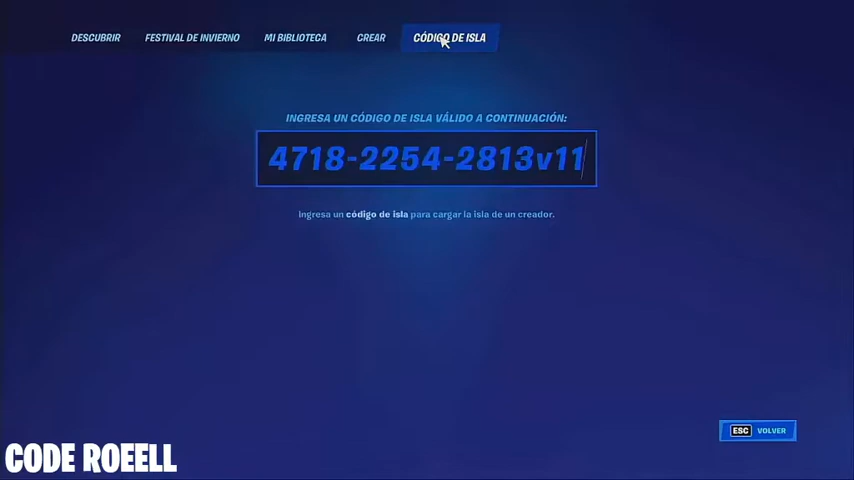 DESCUBRIR FESTIVAL DE INVIERNO MI BIBLIOTECA CREAR CÓDIGO DE ISLA
INGRESA UN CÓDIGO DE ISLA VÁLIDO A CONTINUACIÓN:
4718-2254-2813v11
Ingresa un código de isla para cargar la isla de un creador.
ESC VOLVER
CODE ROEELL